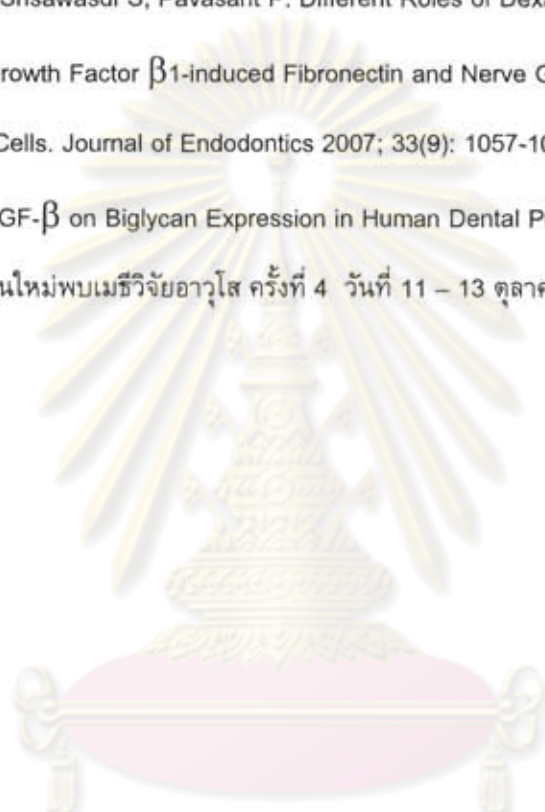 Srisawasdi S, Pavasant P. Different Roles of Dex
rowth Factor β1-induced Fibronectin and Nerve G
Cells. Journal of Endodontics 2007; 33(9): 1057-10
GF-β on Biglycan Expression in Human Dental P
นใหม่พบเมธีวิจัยอาวุโส ครั้งที่ 4 วันที่ 11 – 13 ตุลาค